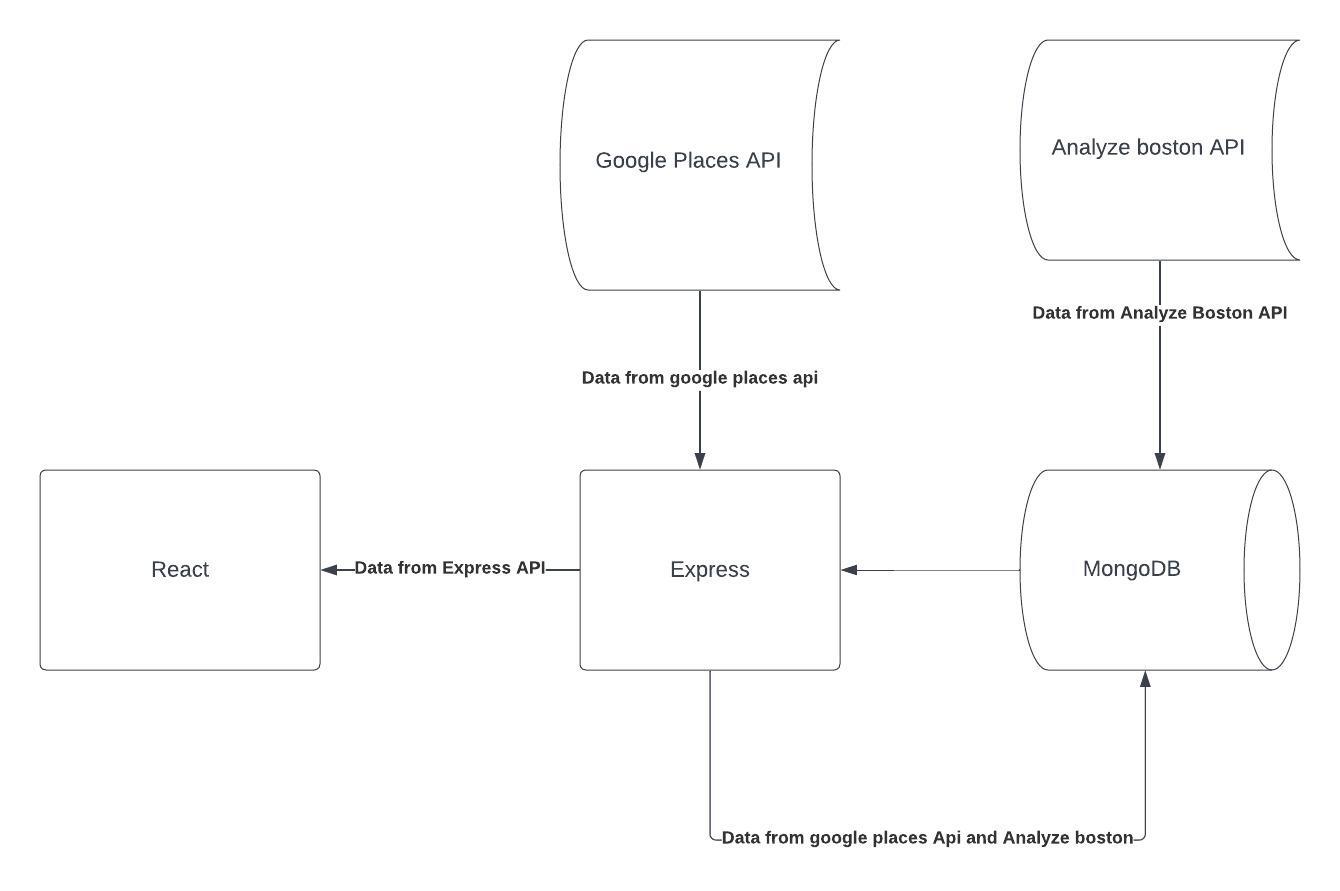 Google Places API
Analyze boston API
Data from Analyze Boston API
Data from google places api
React
Data from Express API
Express
MongoDB
Data from google places Api and Analyze boston